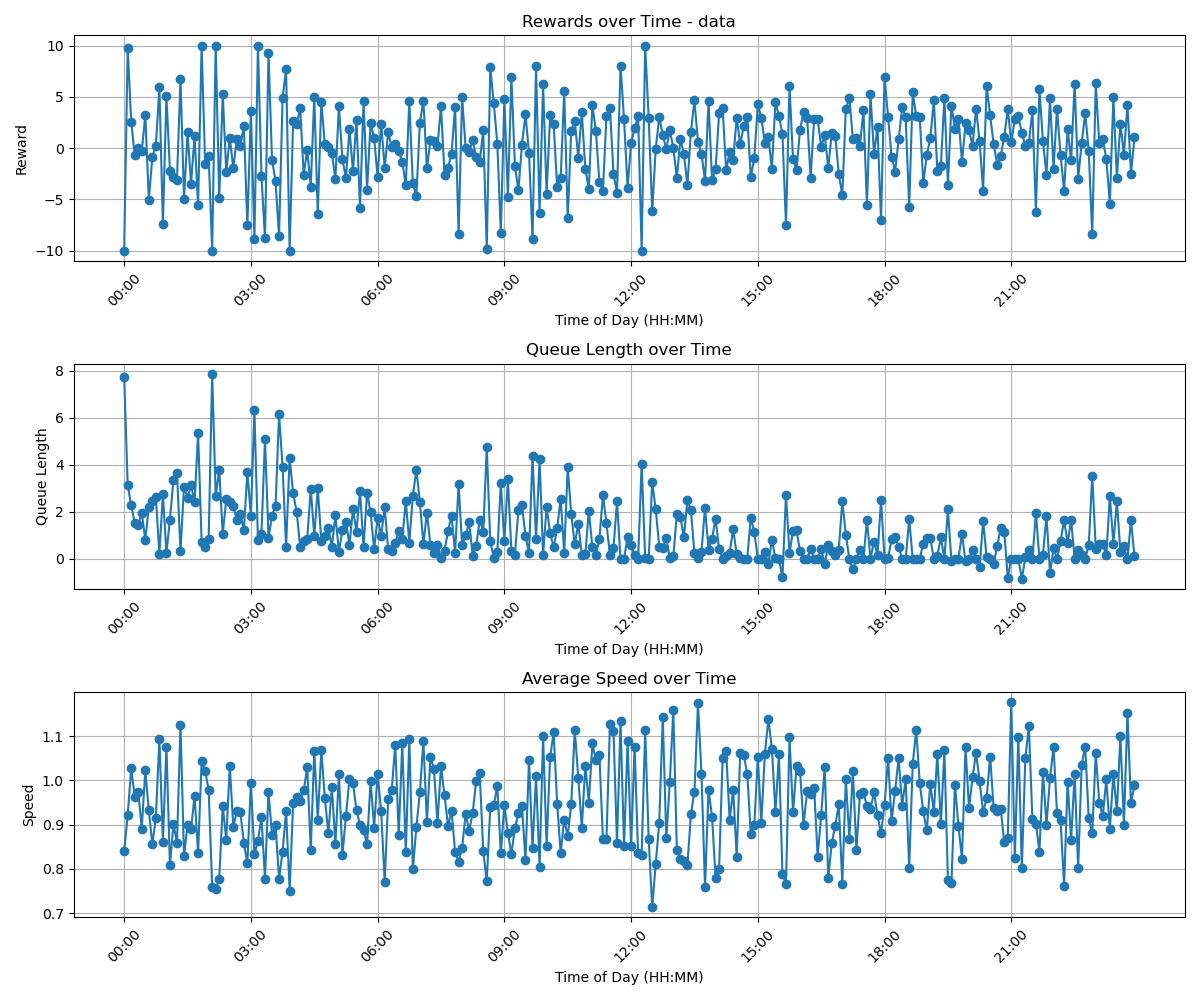 Rewards over Time - data
10
5
0
−5
−10
Reward
00:00 03:00 06:00 09:00 12:00 15:00 18:00 21:00
Time of Day (HH:MM)
Queue Length over Time
8
6
4
2
0
Queue Length
00:00 03:00 06:00 09:00 12:00 15:00 18:00 21:00
Time of Day (HH:MM)
Average Speed over Time
1.1
1.0
0.9
0.8
0.7
Speed
00:00 03:00 06:00 09:00 12:00 15:00 18:00 21:00
Time of Day (HH:MM)